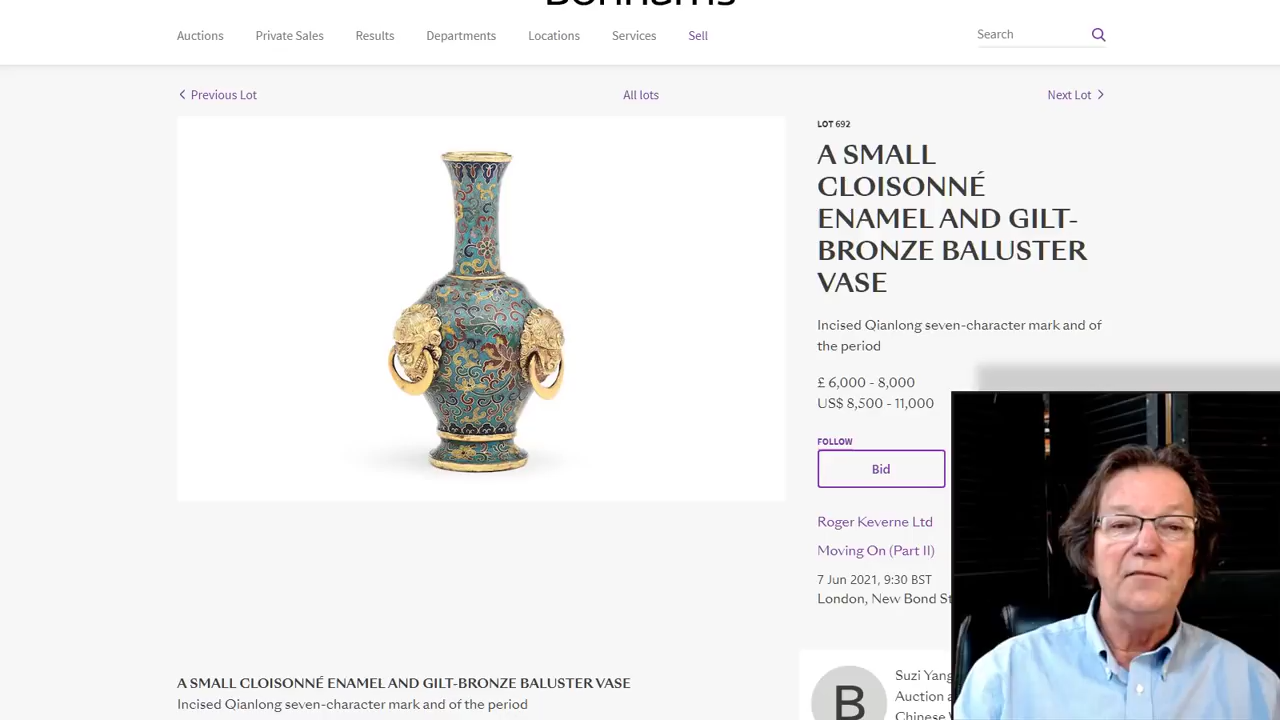 Bonhams
Auctions Private Sales Results Departments Locations Services Sell Search
Previous Lot All lots Next Lot
LOT 692
A SMALL
CLOISONNÉ
ENAMEL AND GILT-
BRONZE BALUSTER
VASE
Incised Qianlong seven-character mark and of
the period
£ 6,000 - 8,000
US$ 8,500 - 11,000
FOLLOW
Bid
Roger Keverne Ltd
Moving On (Part II)
7 Jun 2021, 9:30 BST
London, New Bond St
A SMALL CLOISONNÉ ENAMEL AND GILT-BRONZE BALUSTER VASE
Incised Qianlong seven-character mark and of the period
B
Suzi Yang
Auction a
Chinese